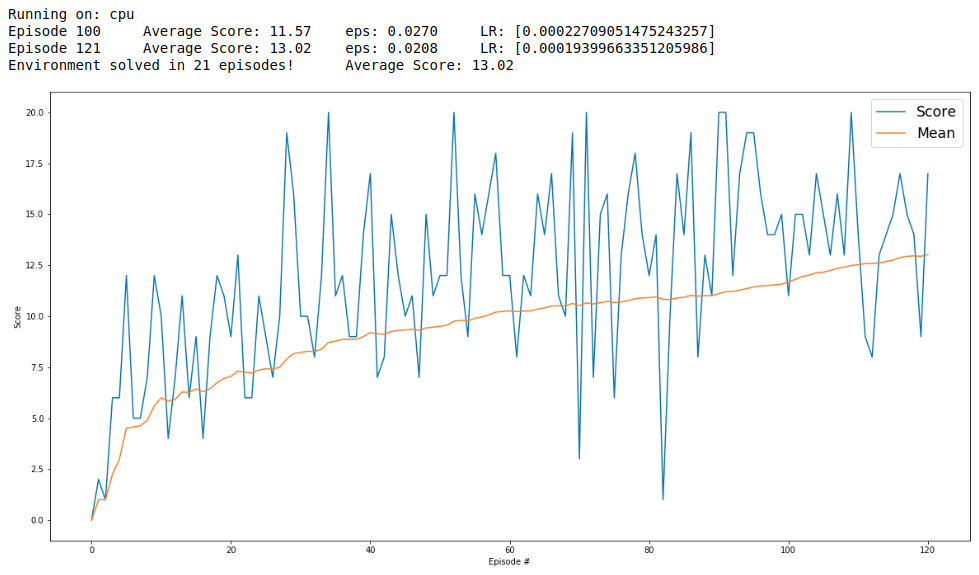 Running on: cpu
Episode 100     Average Score: 11.57    eps: 0.0270     LR: [0.00022709051475243257]
Episode 121     Average Score: 13.02    eps: 0.0208     LR: [0.00019399663351205986]
Environment solved in 21 episodes!      Average Score: 13.02
Score
Mean
20.0
17.5
15.0
12.5
10.0
7.5
5.0
2.5
0.0
Score
0 20 40 60 80 100 120
Episode #